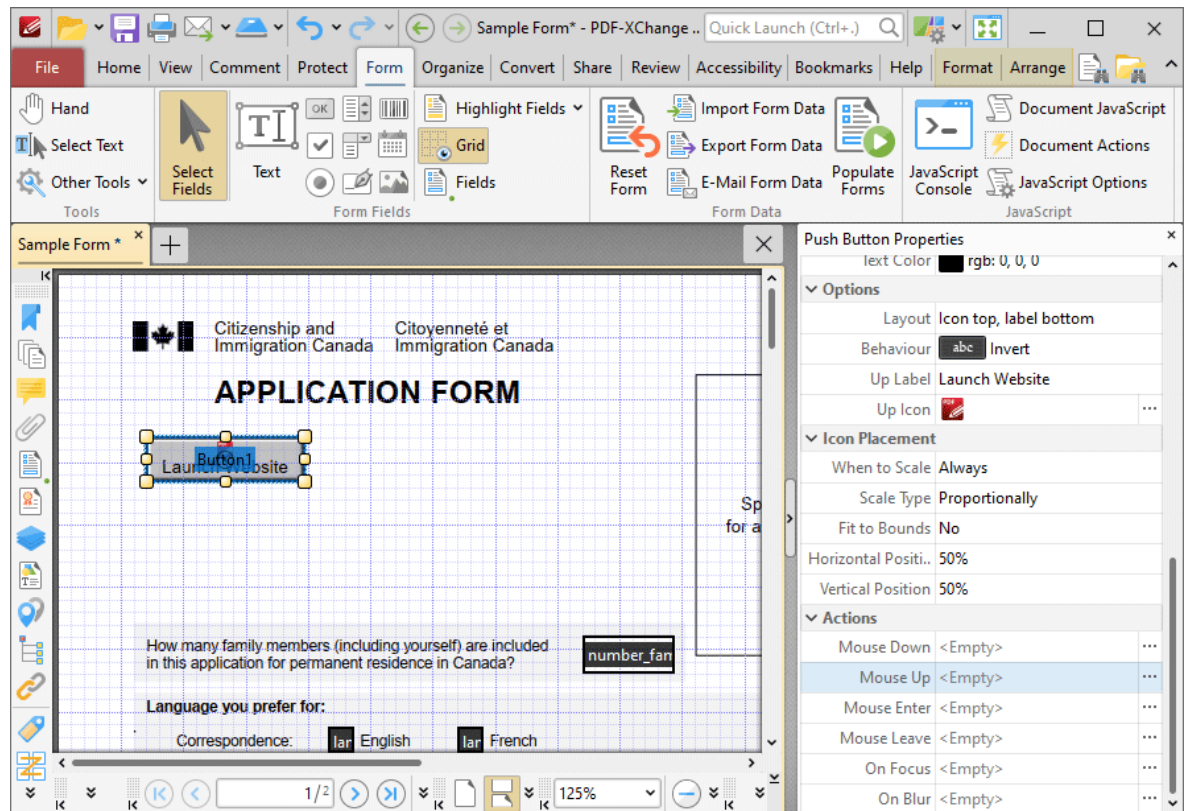 Sample Form* - PDF-XChange ..
Quick Launch (Ctrl+.)
File Home View Comment Protect Form Organize Convert Share Review Accessibility Bookmarks Help Format Arrange
Hand
Select Text
Other Tools
Tools
Select Fields
Text
OK
Highlight Fields
Grid
Fields
Form Fields
Reset Form
Import Form Data
Export Form Data
E-Mail Form Data
Populate Forms
Form Data
JavaScript Console
Document JavaScript
Document Actions
JavaScript Options
JavaScript
Sample Form *
Citizenship and
Immigration Canada
Citoyenneté et
Immigration Canada
APPLICATION FORM
Button1
Launch Website
Sp
for a
How many family members (including yourself) are included
in this application for permanent residence in Canada?
number_fam
Language you prefer for:
Correspondence: lar English lar French
1/2
125%
Push Button Properties
Text Color rgb: 0, 0, 0
Options
Layout Icon top, label bottom
Behaviour abc Invert
Up Label Launch Website
Up Icon
Icon Placement
When to Scale Always
Scale Type Proportionally
Fit to Bounds No
Horizontal Positi.. 50%
Vertical Position 50%
Actions
Mouse Down <Empty>
Mouse Up <Empty>
Mouse Enter <Empty>
Mouse Leave <Empty>
On Focus <Empty>
On Blur <Empty>